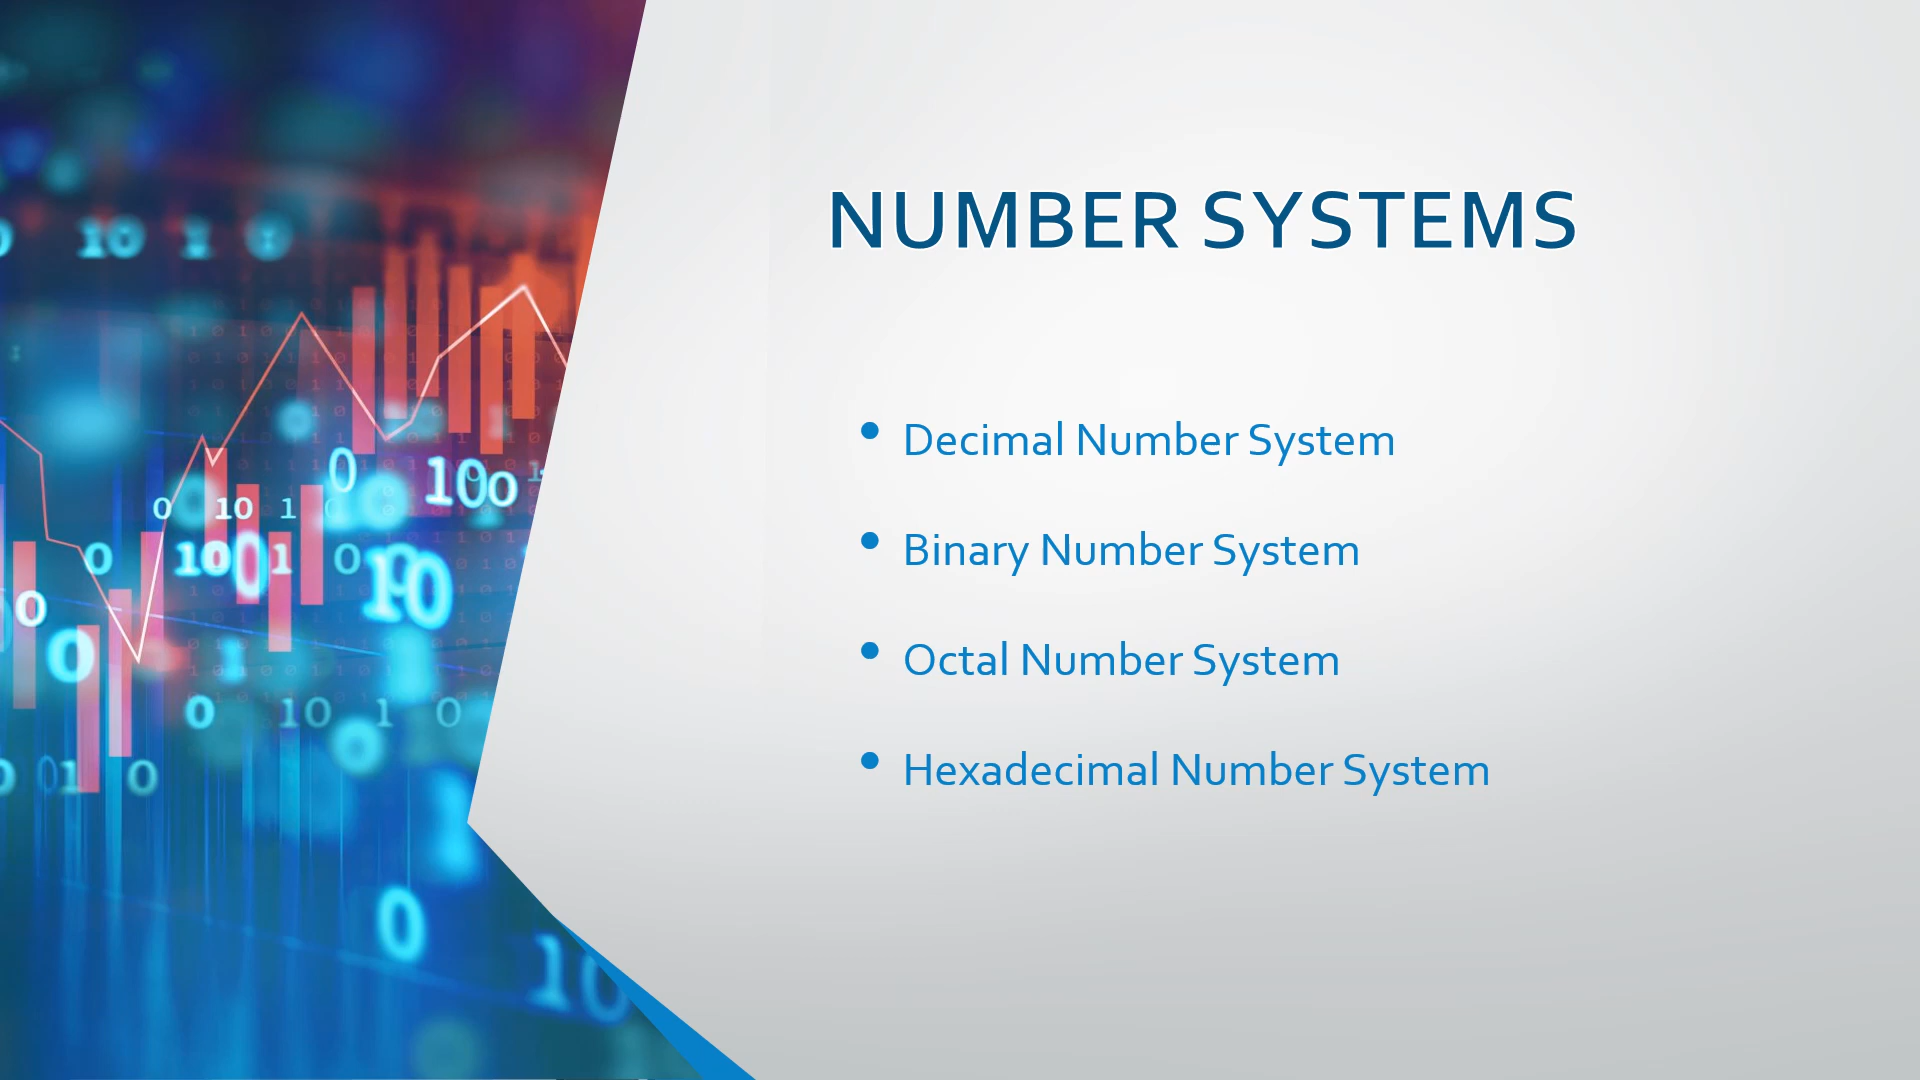 NUMBER SYSTEMS
• Decimal Number System
• Binary Number System
• Octal Number System
• Hexadecimal Number System